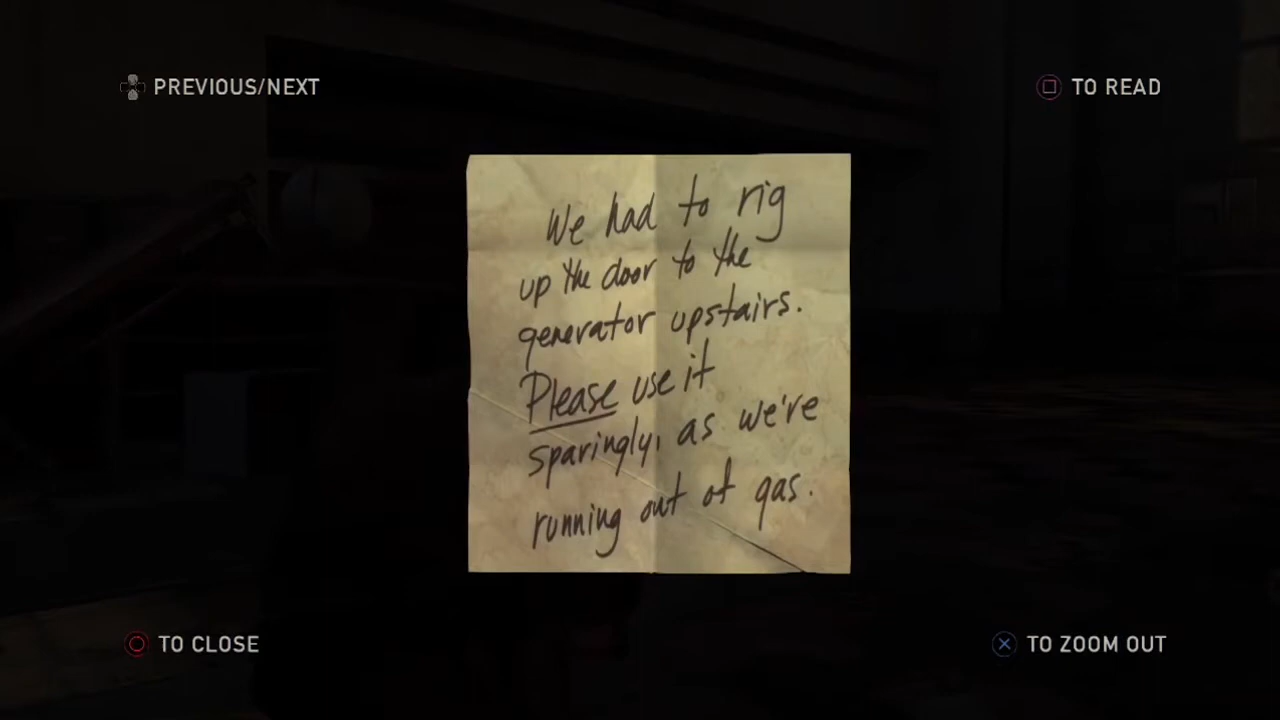 PREVIOUS/NEXT
TO READ
We had to rig
up the door to the
generator upstairs.
Please use it
sparingly, as we're
running out of gas.
TO CLOSE
TO ZOOM OUT